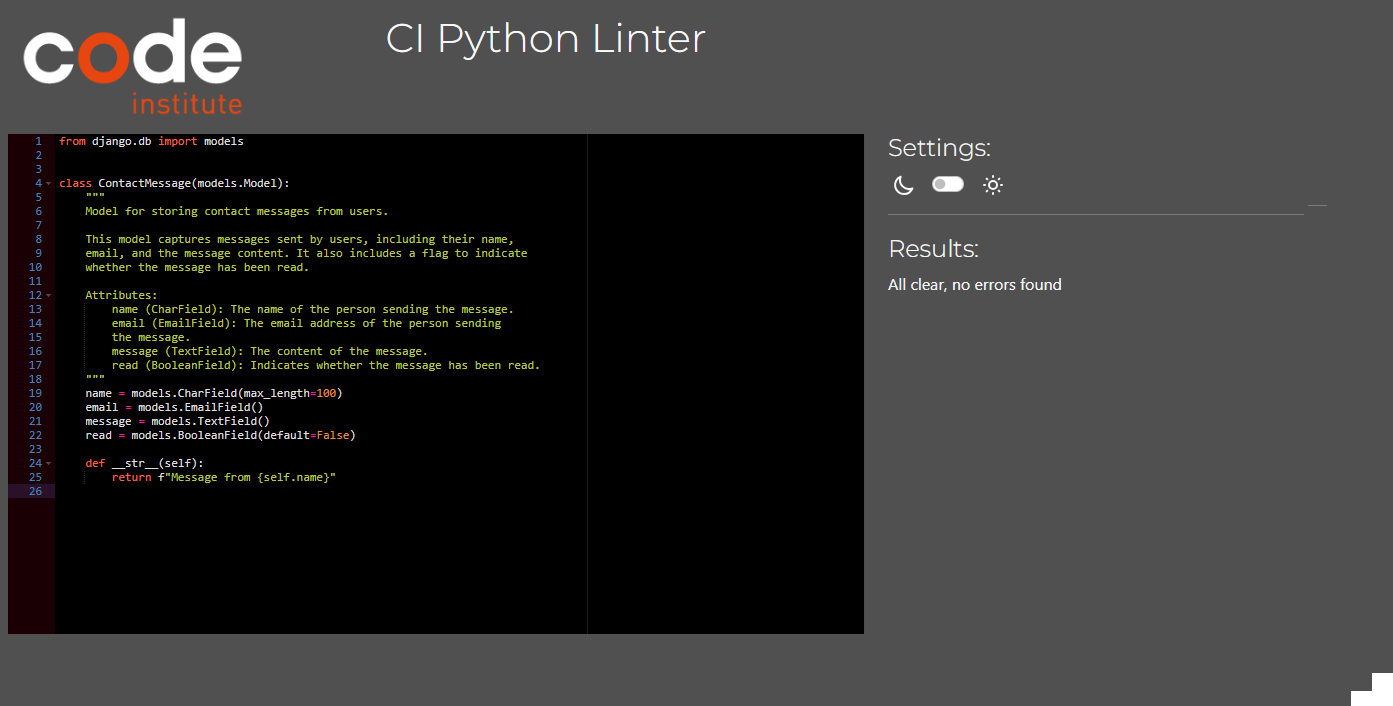 code
institute
CI Python Linter
1 from django.db import models
2
3
4 class ContactMessage(models.Model):
5     """
6     Model for storing contact messages from users.
7
8     This model captures messages sent by users, including their name,
9     email, and the message content. It also includes a flag to indicate
10     whether the message has been read.
11
12     Attributes:
13         name (CharField): The name of the person sending the message.
14         email (EmailField): The email address of the person sending
15         the message.
16         message (TextField): The content of the message.
17         read (BooleanField): Indicates whether the message has been read.
18     """
19     name = models.CharField(max_length=100)
20     email = models.EmailField()
21     message = models.TextField()
22     read = models.BooleanField(default=False)
23
24     def __str__(self):
25         return f"Message from {self.name}"
26
Settings:
Results:
All clear, no errors found